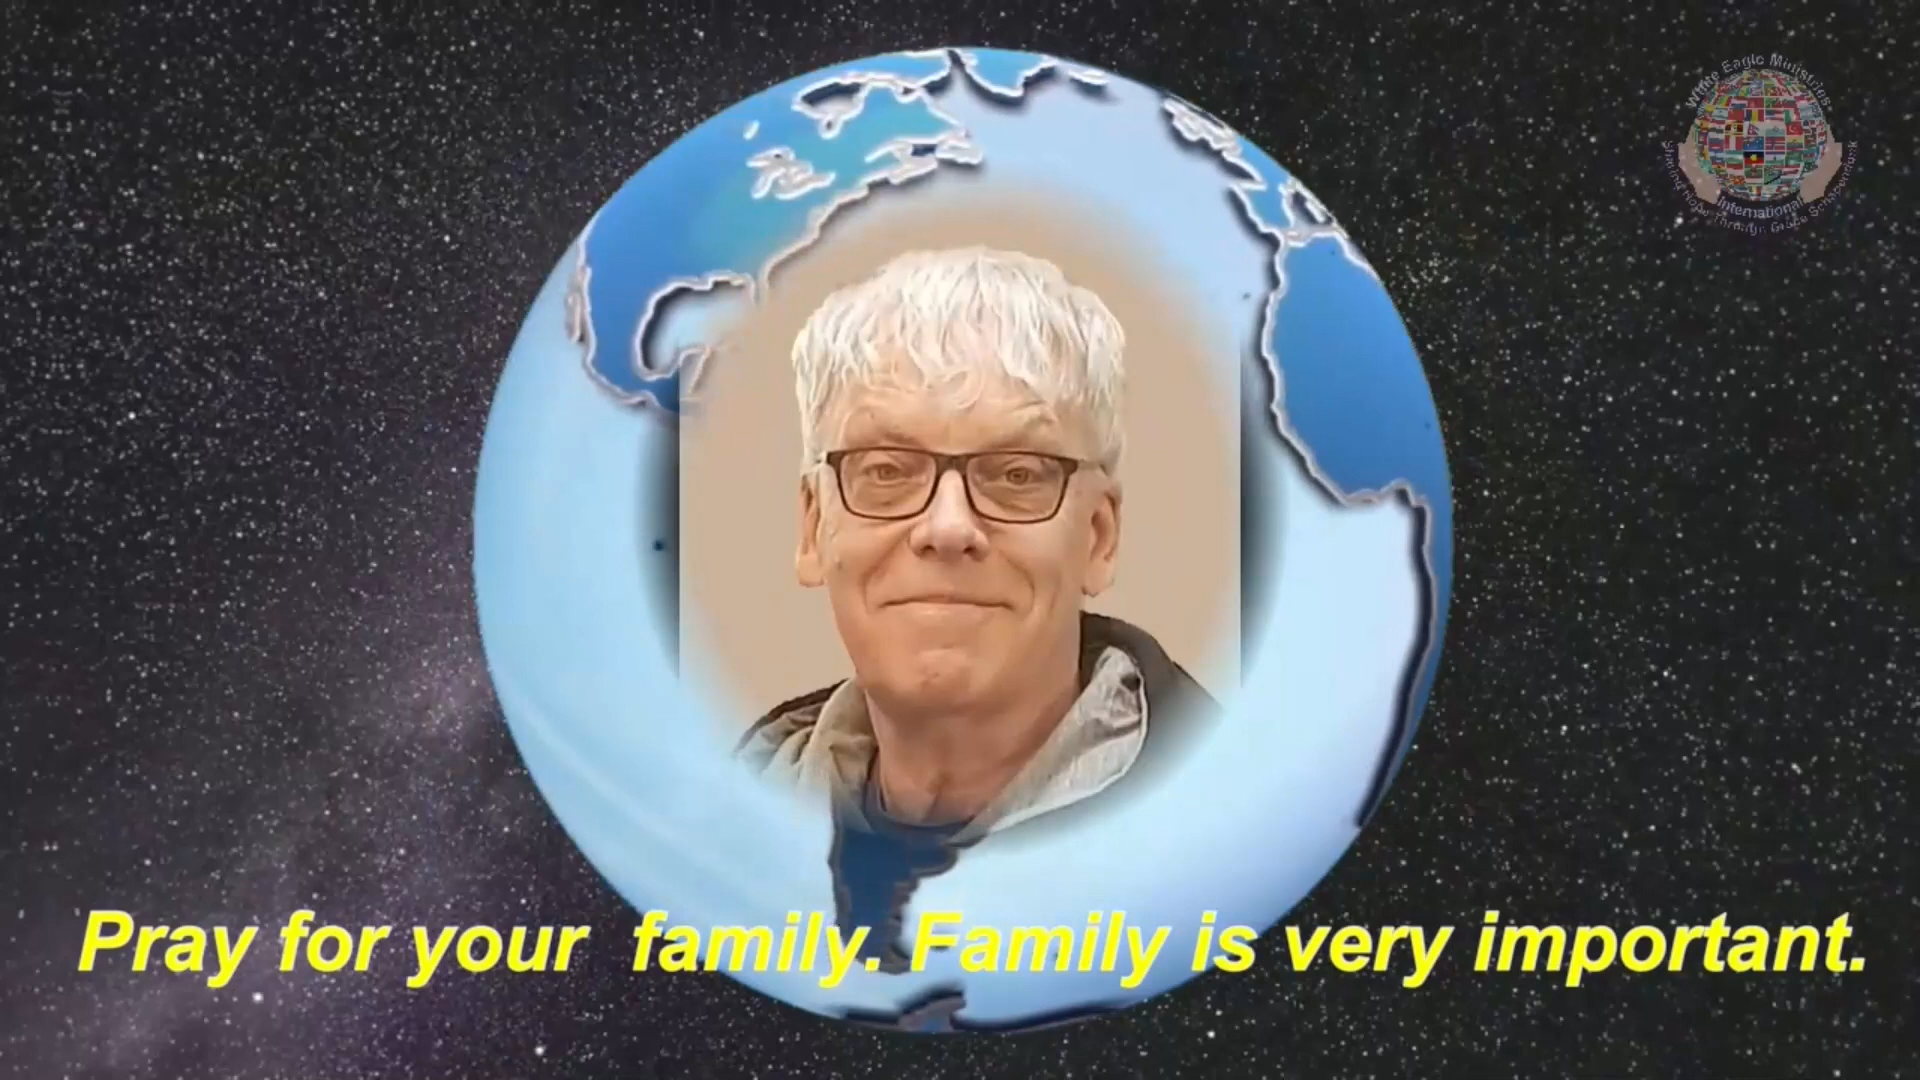 White Eagle Ministries
International
Pray for your  family. Family is very important.